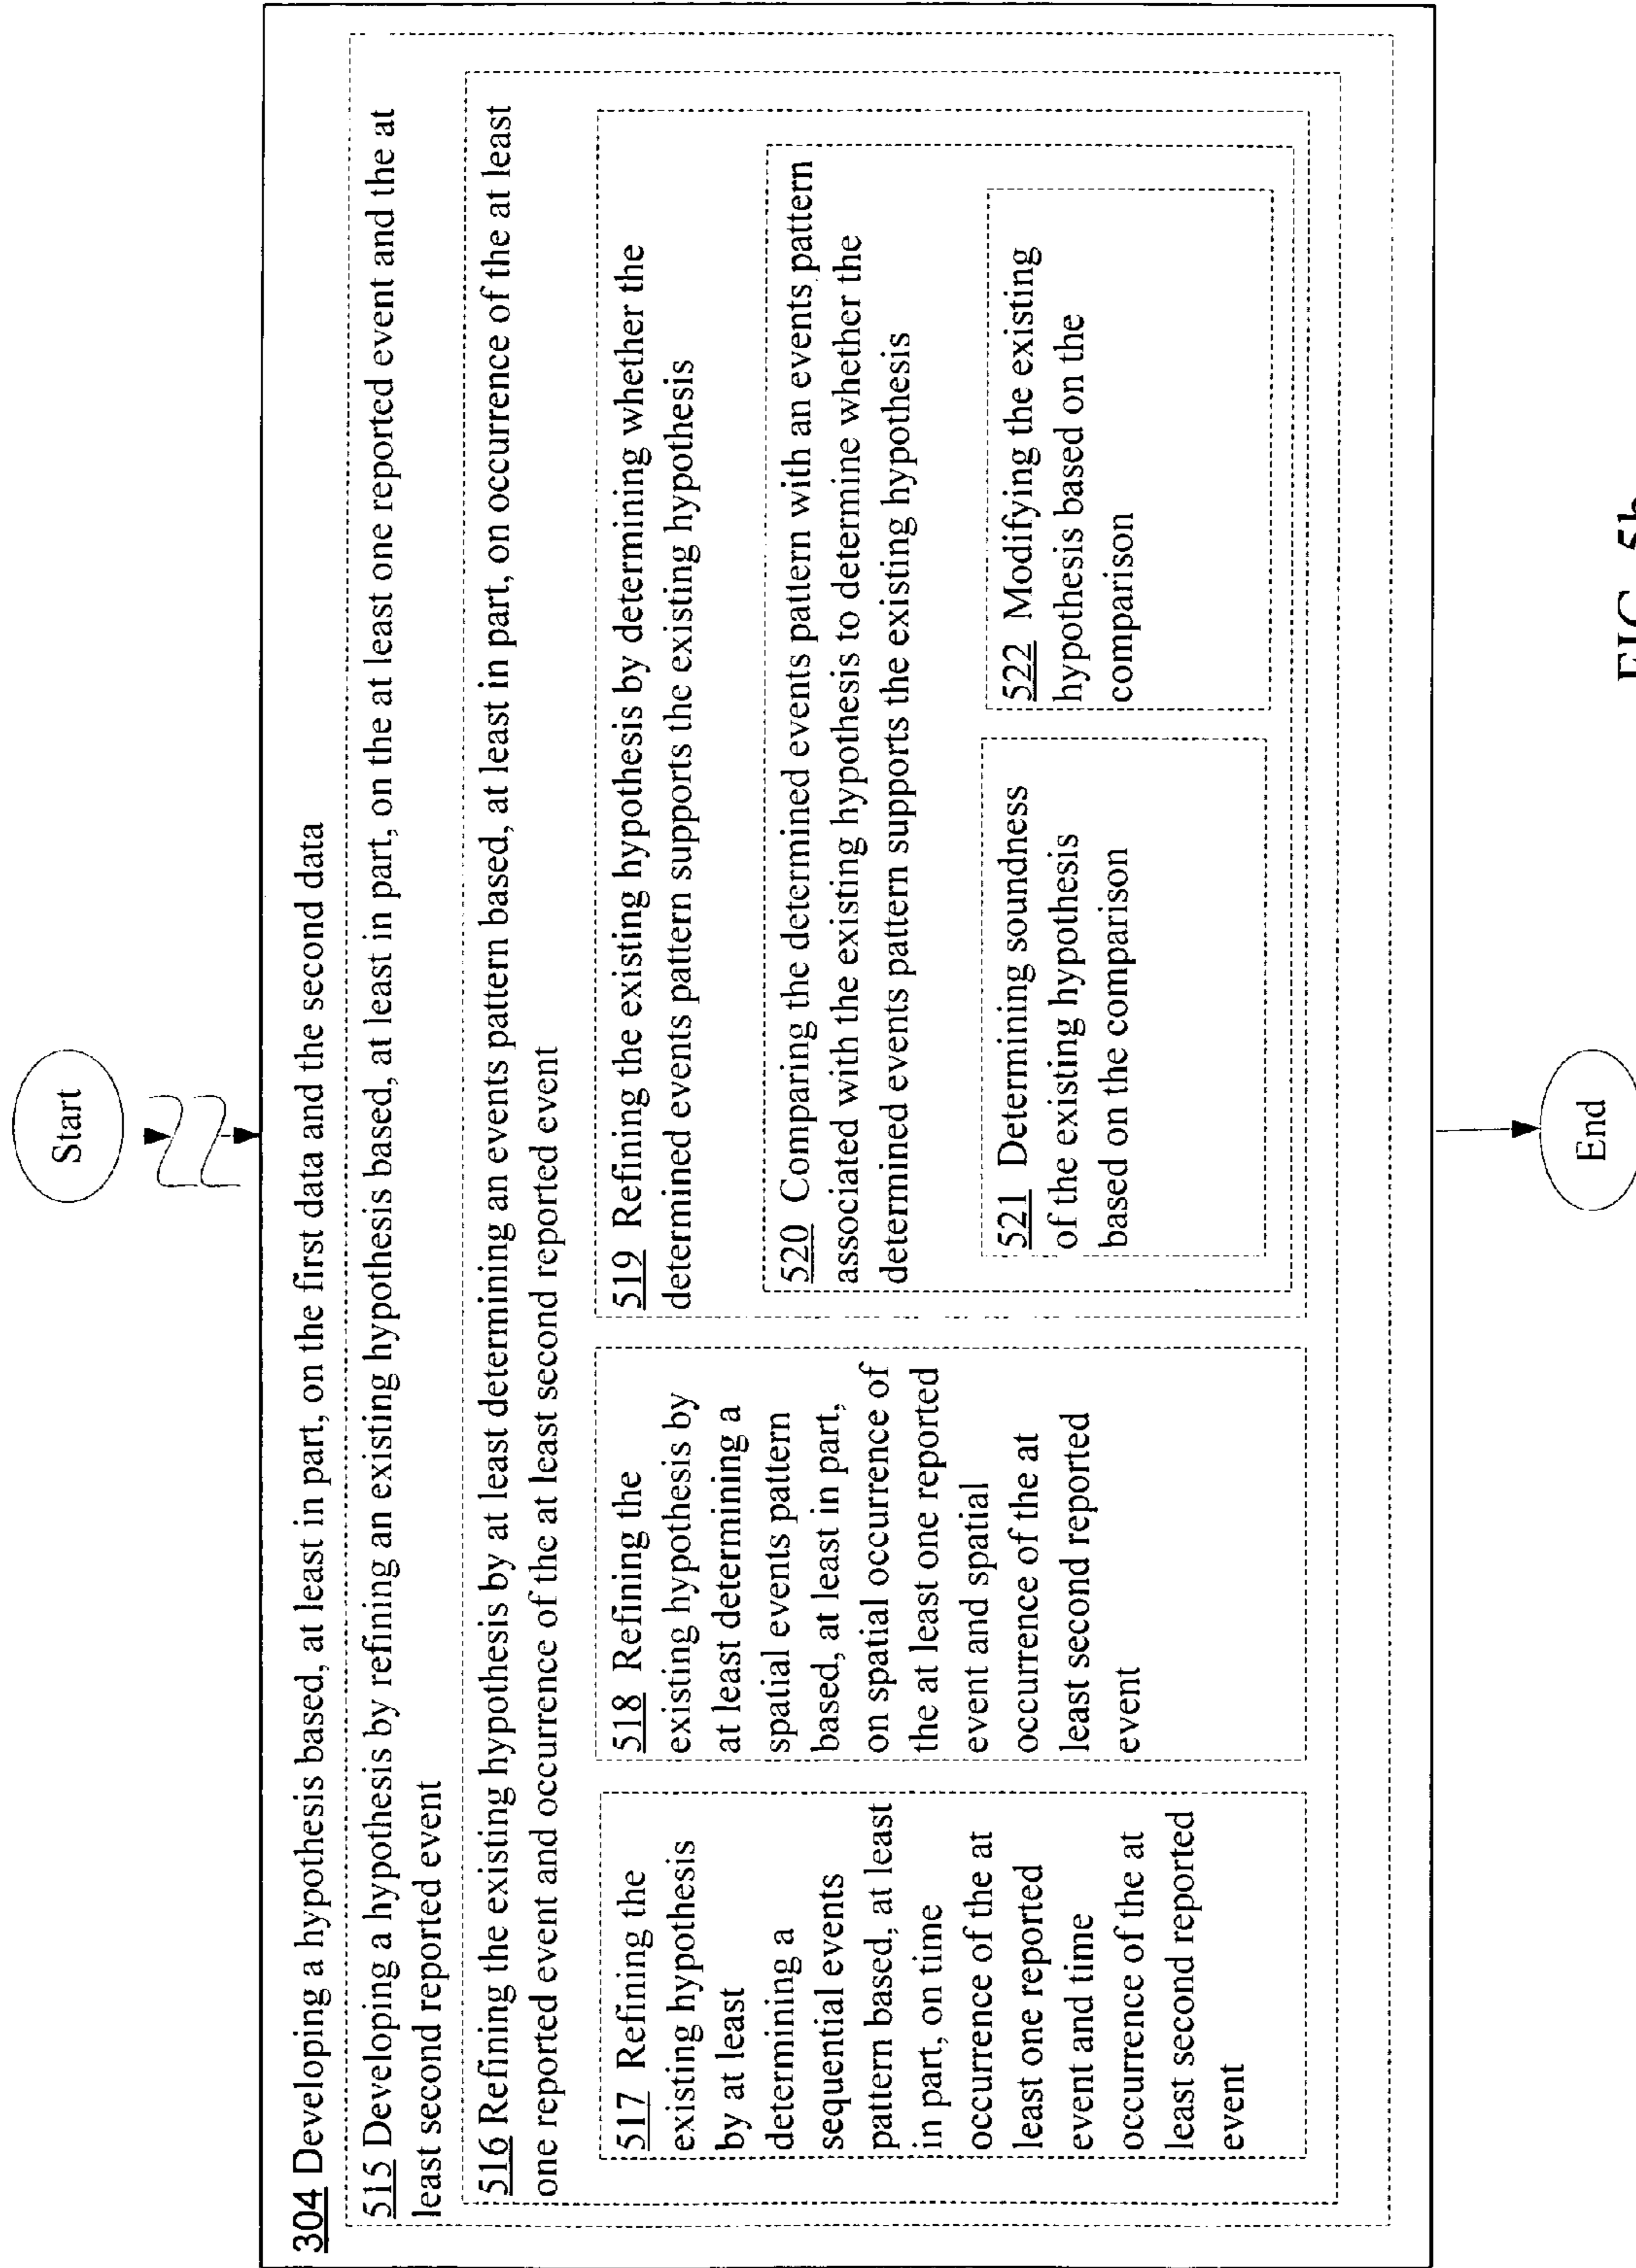 Start
304 Developing a hypothesis based, at least in part, on the first data and the second data
515 Developing a hypothesis by refining an existing hypothesis based, at least in part, on the at least one reported event and the at
least second reported event
516 Refining the existing hypothesis by at least determining an events pattern based, at least in part, on occurrence of the at least
one reported event and occurrence of the at least second reported event
517 Refining the
existing hypothesis
by at least
determining a
sequential events
pattern based, at least
in part, on time
occurrence of the at
least one reported
event and time
occurrence of the at
least second reported
event
518 Refining the
existing hypothesis by
at least determining a
spatial events pattern
based, at least in part,
on spatial occurrence of
the at least one reported
event and spatial
occurrence of the at
least second reported
event
519 Refining the existing hypothesis by determining whether the
determined events pattern supports the existing hypothesis
520 Comparing the determined events pattern with an events pattern
associated with the existing hypothesis to determine whether the
determined events pattern supports the existing hypothesis
521 Determining soundness
of the existing hypothesis
based on the comparison
522 Modifying the existing
hypothesis based on the
comparison
End
FIG. 5b